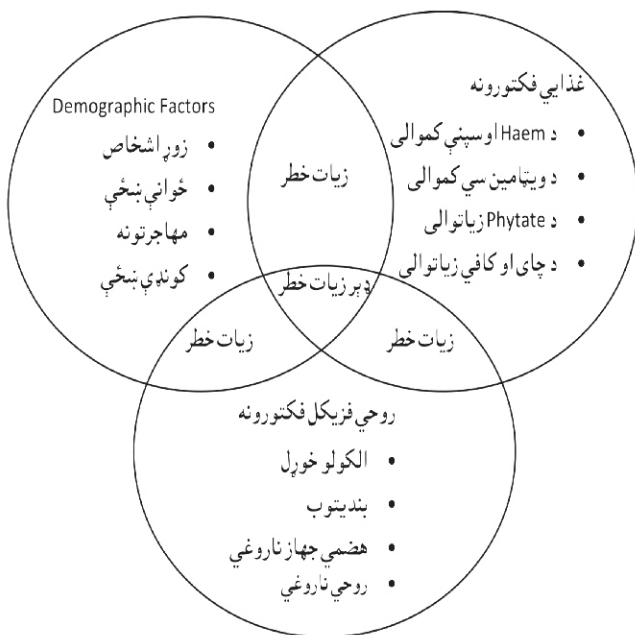 غذايي فکتورونه
• د Haem اوسپنې کموالی
• د ويټامين سي کموالی
• د Phytate زياتوالی
• د چای او کافي زياتوالی
Demographic Factors
• زوړ اشخاص
• ځوانې ښځې
• مهاجرتونه
• کونډې ښځې
زيات خطر
ډېر زيات خطر
زيات خطر
زيات خطر
روحي فزيکل فکتورونه
• الکولو خوړل
• بنديتوب
• هضمي جهاز ناروغي
• روحي ناروغي